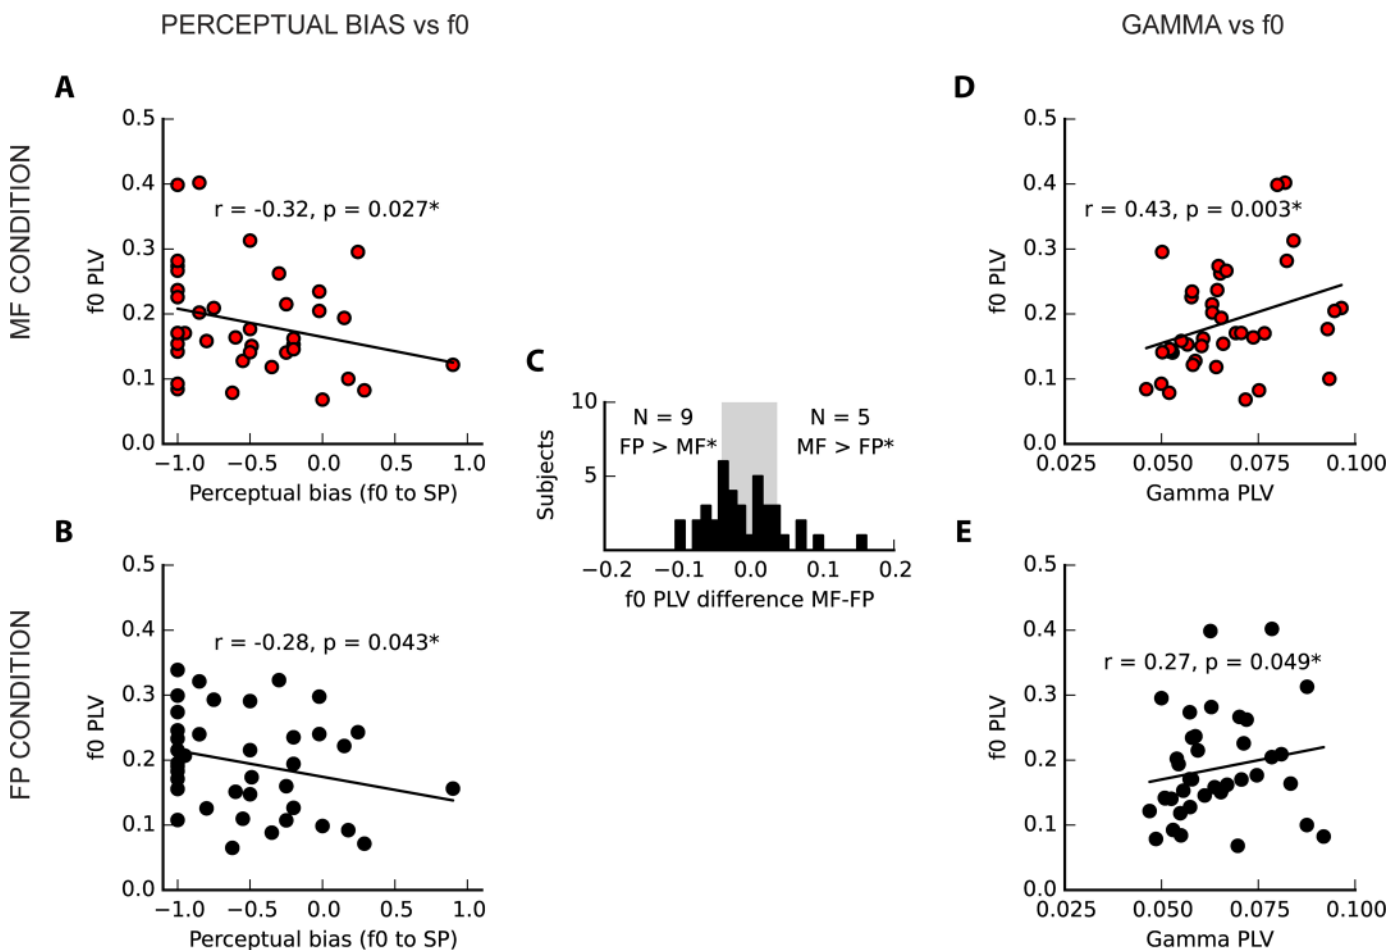 PERCEPTUAL BIAS vs f0
GAMMA vs f0
MF CONDITION
FP CONDITION
A
0.5
0.4
0.3
0.2
0.1
0.0
f0 PLV
r = -0.32, p = 0.027*
−1.0 −0.5 0.0 0.5 1.0
Perceptual bias (f0 to SP)
B
0.5
0.4
0.3
0.2
0.1
0.0
f0 PLV
r = -0.28, p = 0.043*
−1.0 −0.5 0.0 0.5 1.0
Perceptual bias (f0 to SP)
C
10
5
Subjects
N = 9
FP > MF*
N = 5
MF > FP*
−0.2 −0.1 0.0 0.1 0.2
f0 PLV difference MF-FP
D
0.5
0.4
0.3
0.2
0.1
0.0
f0 PLV
r = 0.43, p = 0.003*
0.025 0.050 0.075 0.100
Gamma PLV
E
0.5
0.4
0.3
0.2
0.1
0.0
f0 PLV
r = 0.27, p = 0.049*
0.025 0.050 0.075 0.100
Gamma PLV